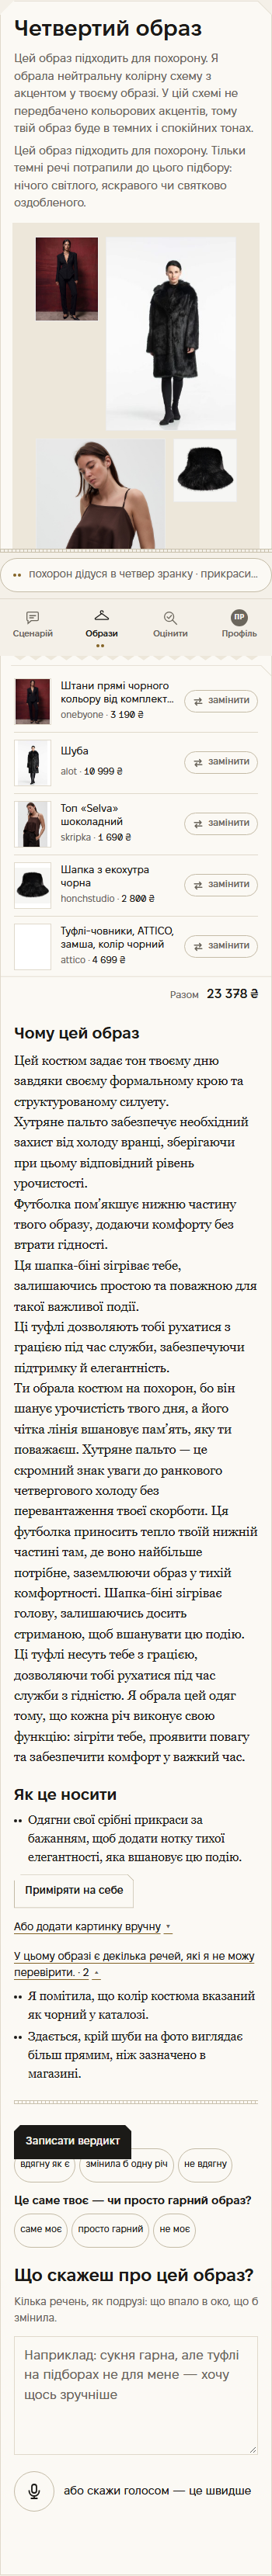 Четвертий образ
Цей образ підходить для похорону. Я
обрала нейтральну колірну схему з
акцентом у твоєму образі. У цій схемі не
передбачено кольорових акцентів, тому
твій образ буде в темних і спокійних тонах.
Цей образ підходить для похорону. Тільки
темні речі потрапили до цього підбору:
нічого світлого, яскравого чи святково
оздобленого.
похорон дідуся в четвер зранку · прикраси...
Сценарій
Образи
Оцінити
ПР
Профіль
Штани прямі чорного
кольору від комплект...
onebyone · 3 190 ₴
замінити
Шуба
alot · 10 999 ₴
замінити
Топ «Selva»
шоколадний
skripka · 1 690 ₴
замінити
Шапка з екохутра
чорна
honchstudio · 2 800 ₴
замінити
Туфлі-човники, ATTICO,
замша, колір чорний
attico · 4 699 ₴
замінити
Разом 23 378 ₴
Чому цей образ
Цей костюм задає тон твоєму дню
завдяки своєму формальному крою та
структурованому силуету.
Хутряне пальто забезпечує необхідний
захист від холоду вранці, зберігаючи
при цьому відповідний рівень
урочистості.
Футболка пом’якшує нижню частину
твого образу, додаючи комфорту без
втрати гідності.
Ця шапка-біні зігріває тебе,
залишаючись простою та поважною для
такої важливої події.
Ці туфлі дозволяють тобі рухатися з
грацією під час служби, забезпечуючи
підтримку й елегантність.
Ти обрала костюм на похорон, бо він
шанує урочистість твого дня, а його
чітка лінія вшановує пам’ять, яку ти
поважаєш. Хутряне пальто — це
скромний знак уваги до ранкового
четвергового холоду без
перевантаження твоєї скорботи. Ця
футболка приносить тепло твоїй нижній
частині там, де воно найбільше
потрібне, заземлюючи образ у тихій
комфортності. Шапка-біні зігріває
голову, залишаючись досить
стриманою, щоб вшанувати цю подію.
Ці туфлі несуть тебе з грацією,
дозволяючи тобі рухатися під час
служби з гідністю. Я обрала цей одяг
тому, що кожна річ виконує свою
функцію: зігріти тебе, проявити повагу
та забезпечити комфорт у важкий час.
Як це носити
Одягни свої срібні прикраси за
бажанням, щоб додати нотку тихої
елегантності, яка вшановує цю подію.
Приміряти на себе
Або додати картинку вручну
У цьому образі є декілька речей, які я не можу
перевірити. · 2
Я помітила, що колір костюма вказаний
як чорний у каталозі.
Здається, крій шуби на фото виглядає
більш прямим, ніж зазначено в
магазині.
Записати вердикт
вдягну як є
змінила б одну річ
не вдягну
Це саме твоє — чи просто гарний образ?
саме моє
просто гарний
не моє
Що скажеш про цей образ?
Кілька речень, як подрузі: що впало в око, що б
змінила.
Наприклад: сукня гарна, але туфлі
на підборах не для мене — хочу
щось зручніше
або скажи голосом — це швидше